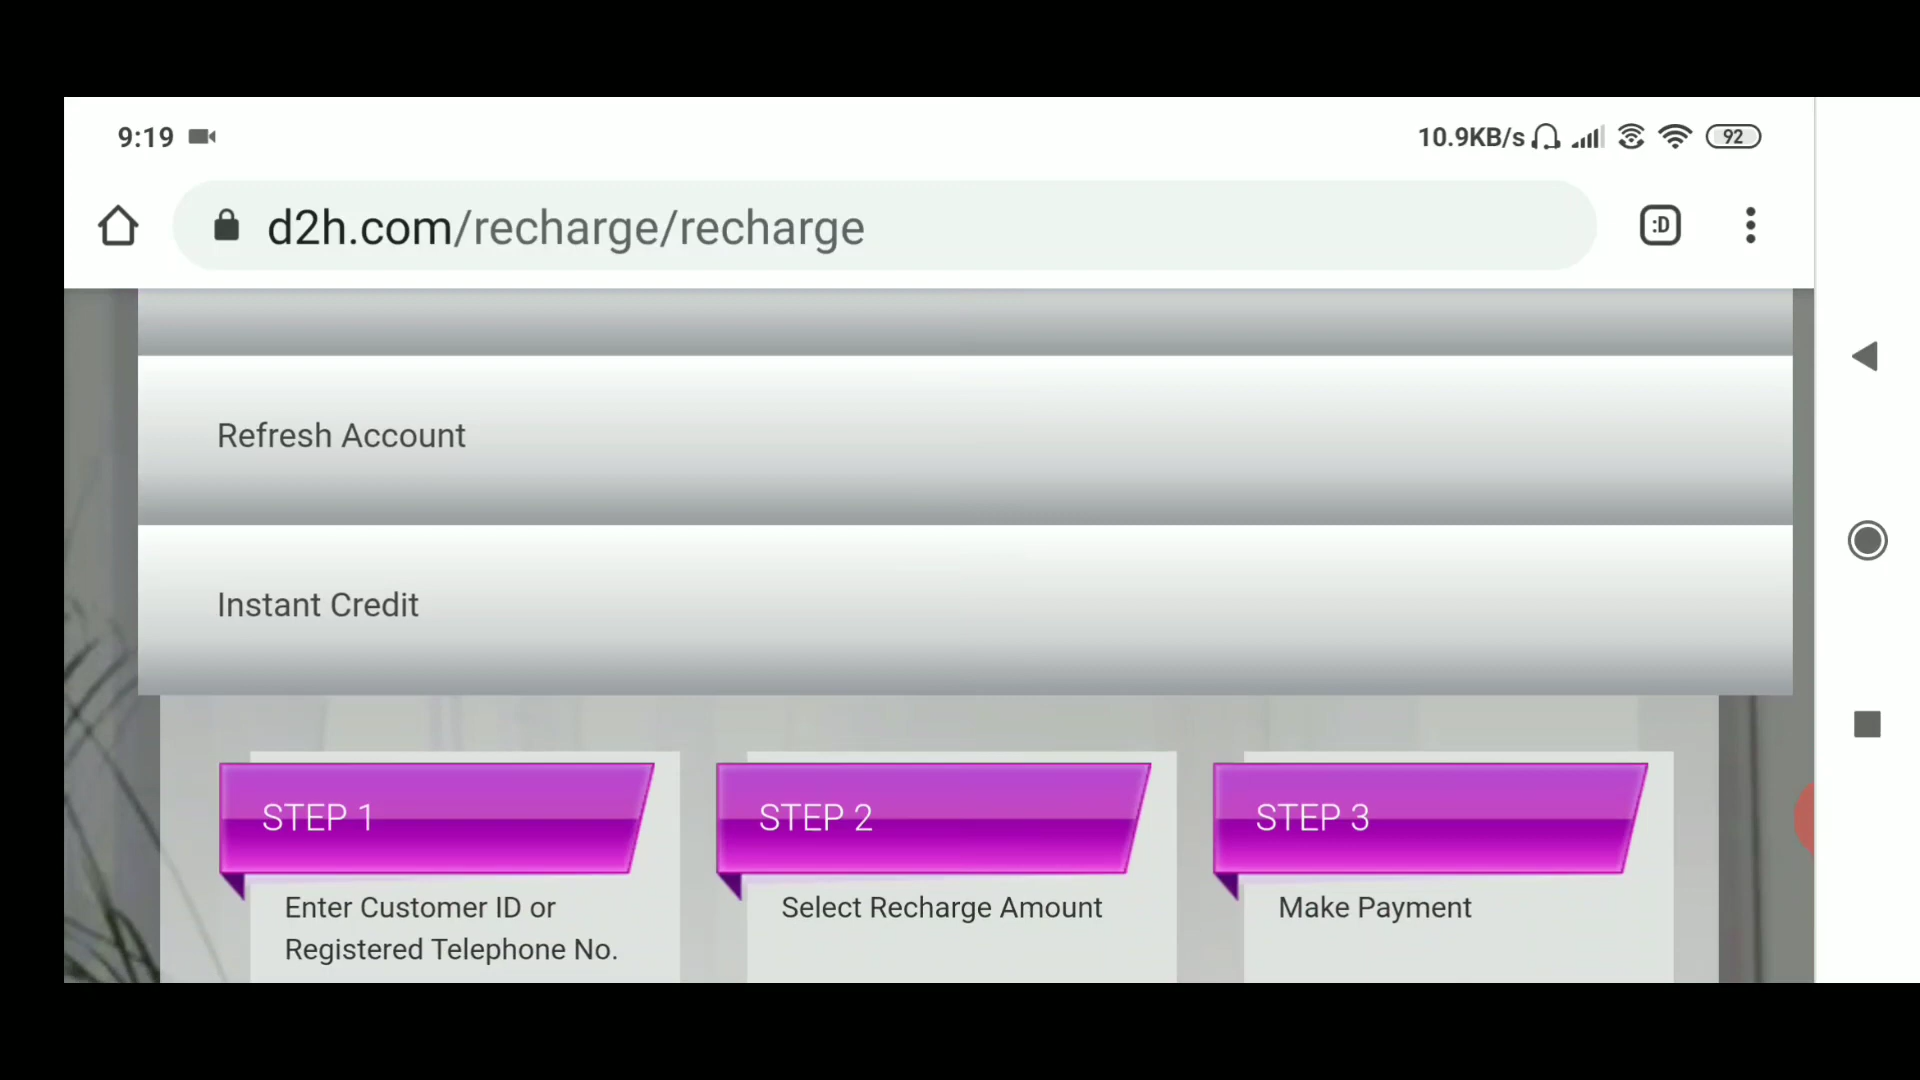 9:19
10.9KB/s
92
d2h.com/recharge/recharge
:D
Refresh Account
Instant Credit
STEP 1
STEP 2
STEP 3
Enter Customer ID or
Registered Telephone No.
Select Recharge Amount
Make Payment